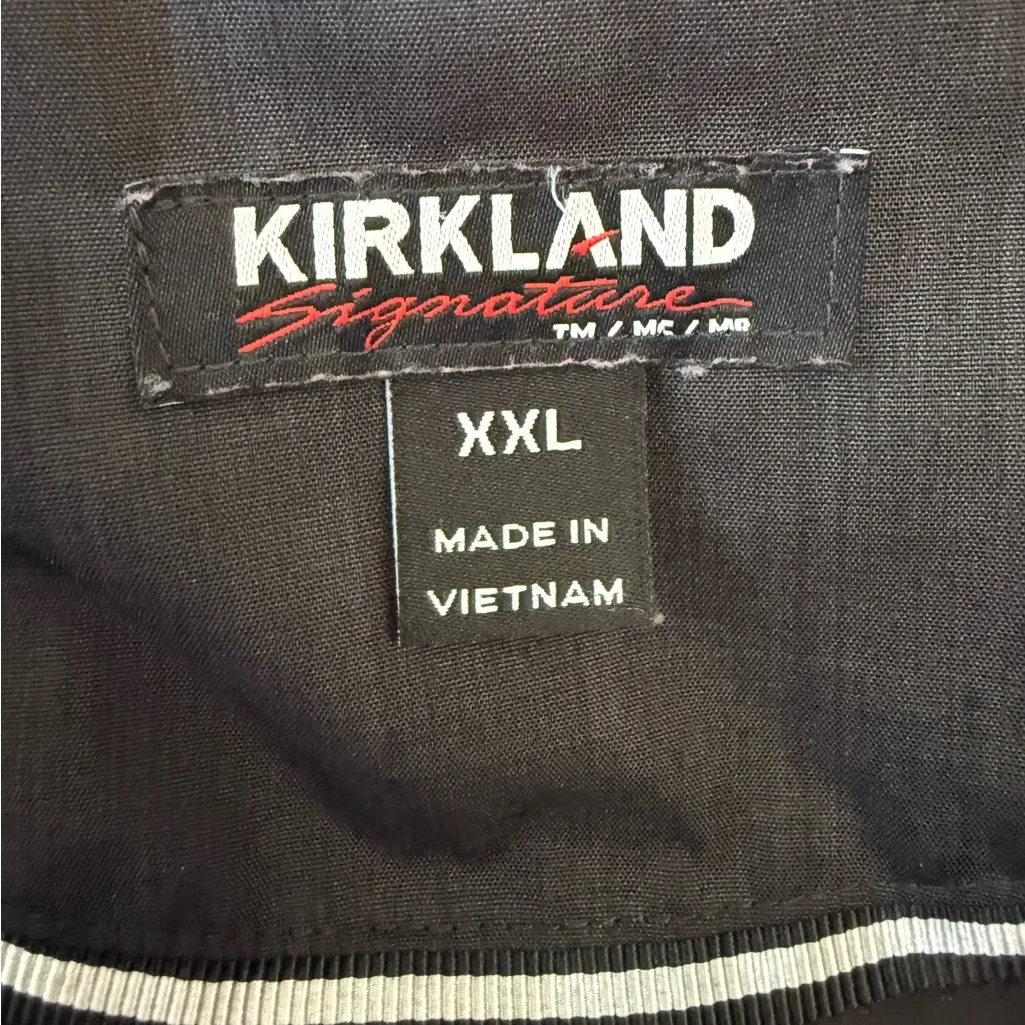 KIRKLAND
Signature
TM / MC / MR
XXL
MADE IN
VIETNAM